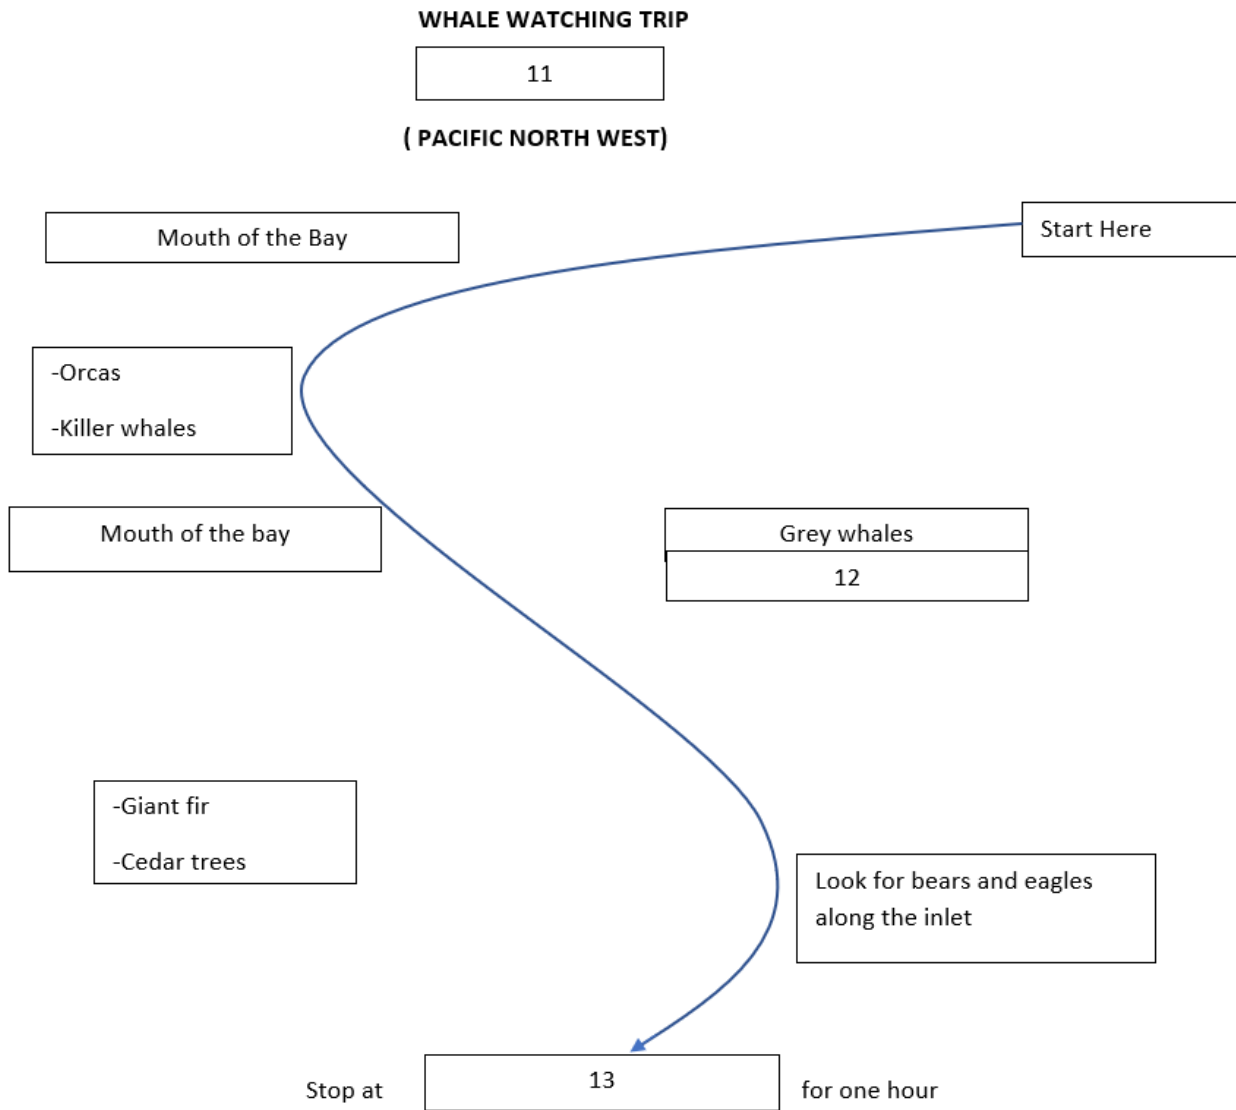 WHALE WATCHING TRIP
11
( PACIFIC NORTH WEST)
Mouth of the Bay
Start Here
-Orcas
-Killer whales
Mouth of the bay
Grey whales
12
-Giant fir
-Cedar trees
Look for bears and eagles
along the inlet
Stop at 13 for one hour